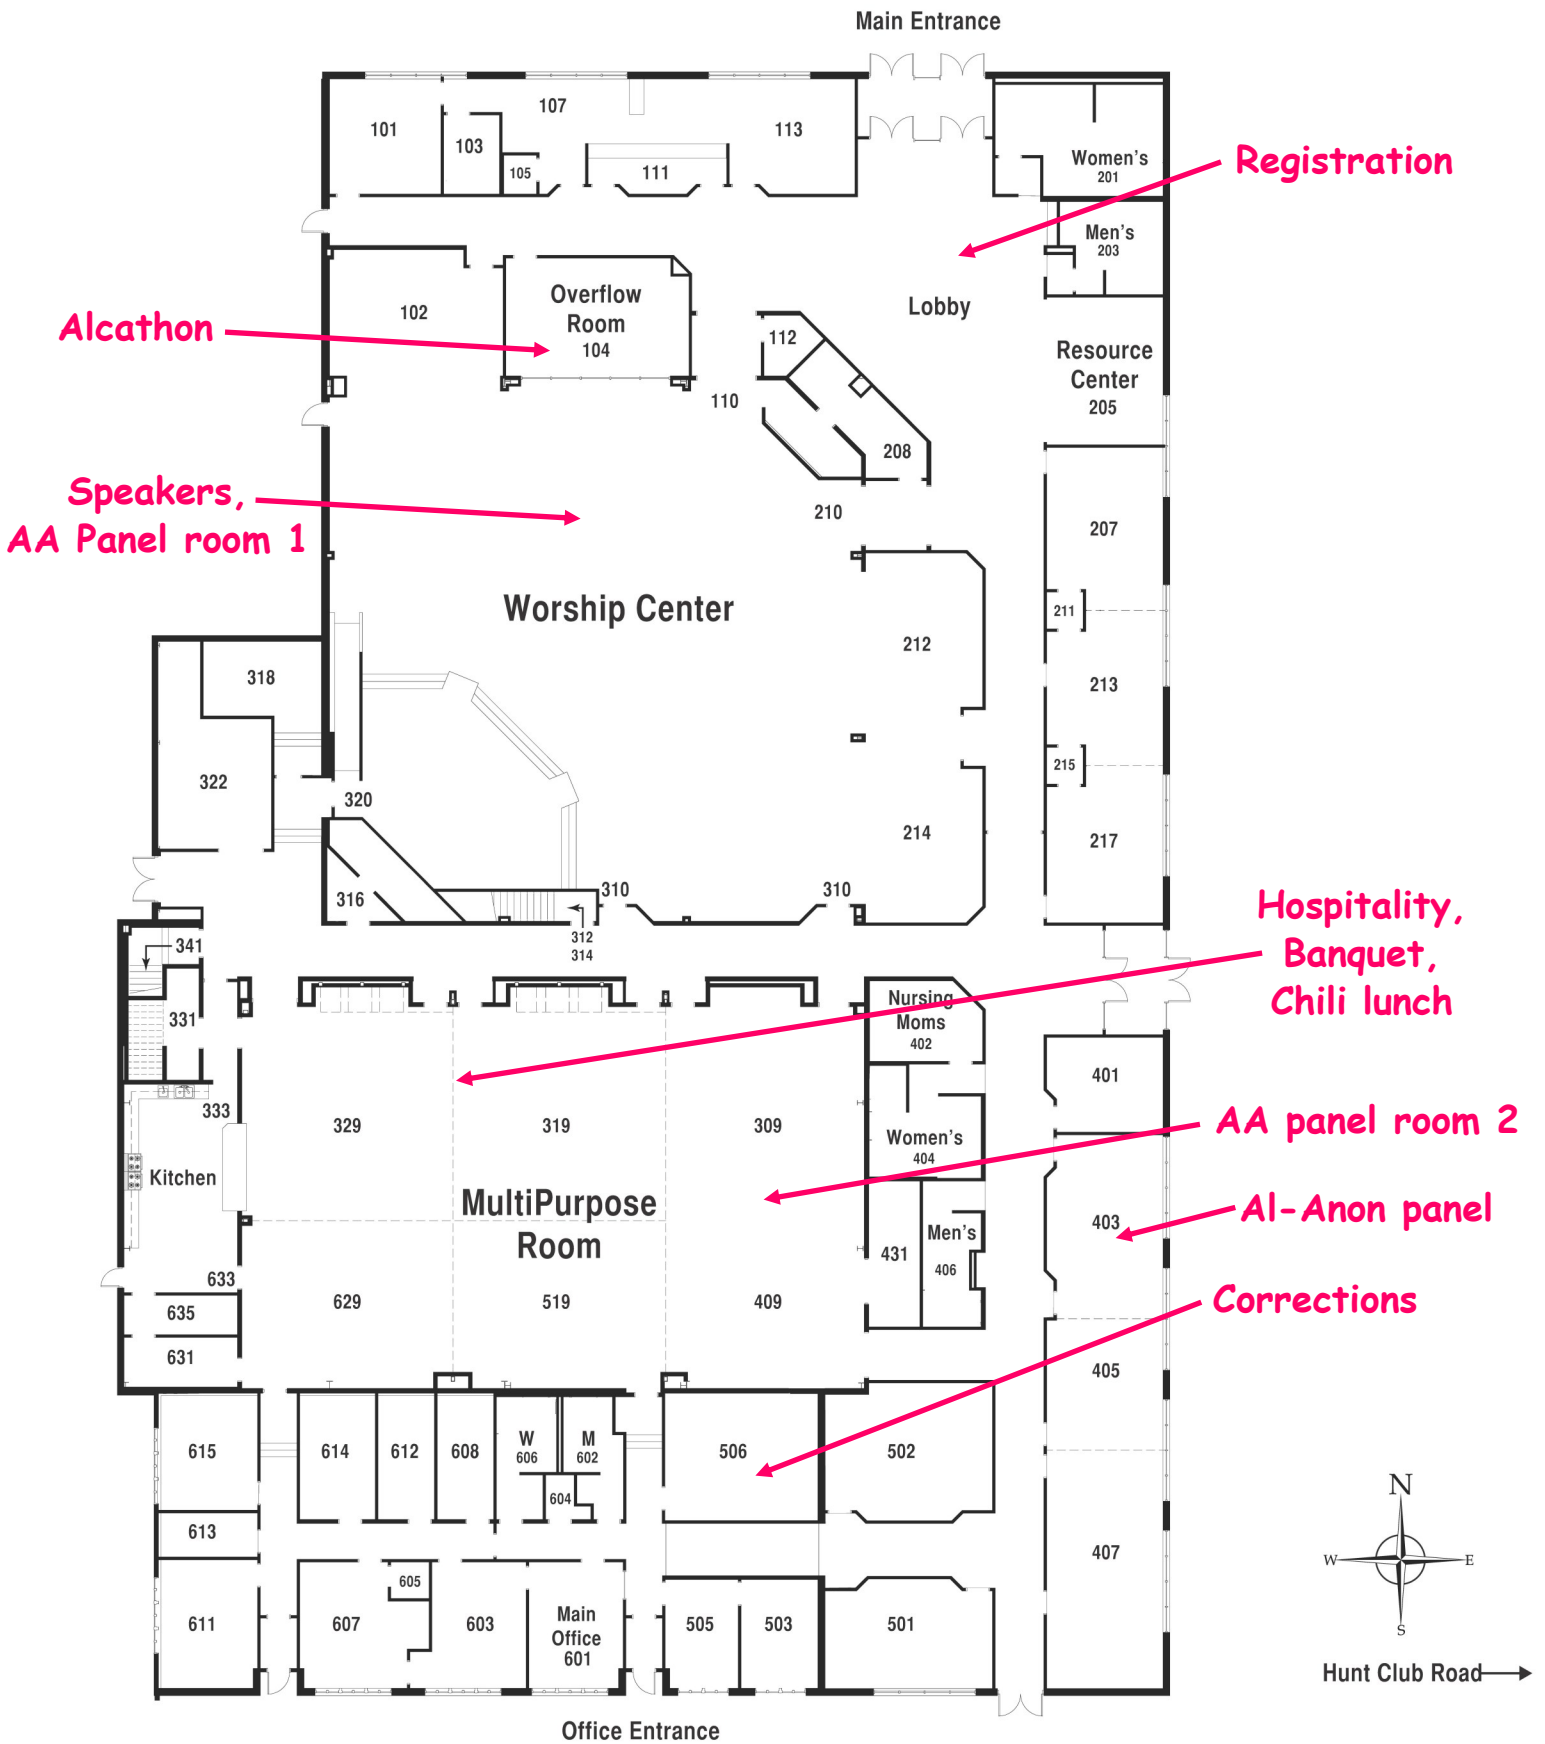 Main Entrance
107
101
103
105
111
113
Women's
201
Registration
Men's
203
102
Overflow
Room
104
Lobby
Alcathon
112
Resource
Center
205
110
208
Speakers,
AA Panel room 1
210
207
211
Worship Center
212
213
318
215
322
320
214
217
316
310
310
312
314
Hospitality,
Banquet,
Chili lunch
341
331
Nursing
Moms
402
401
333
329
319
309
Women's
404
AA panel room 2
Kitchen
MultiPurpose
Room
403
Al-Anon panel
431
Men's
406
633
635
631
629
519
409
Corrections
405
615
614
612
608
W
606
M
602
604
506
502
613
407
605
611
607
603
Main
Office
601
505
503
501
N
W
E
S
Hunt Club Road
Office Entrance